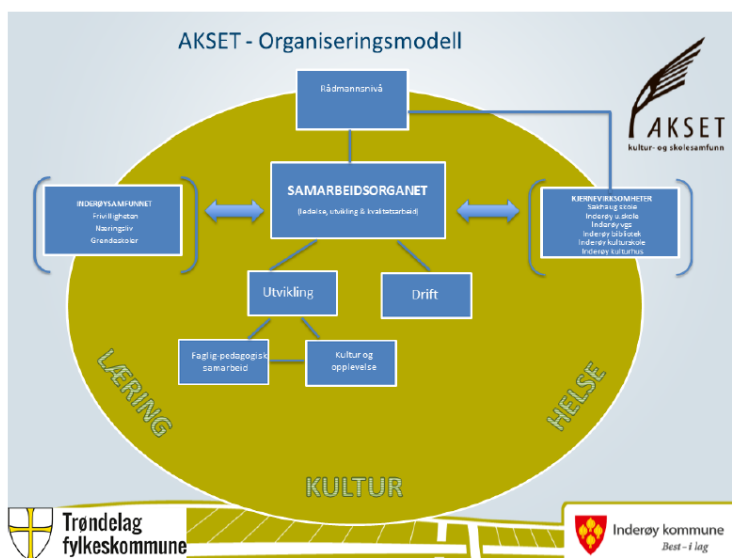 AKSET - Organiseringsmodell
Rådmannsnivå
AKSET
kultur- og skolesamfunn
SAMARBEIDSORGANET
(ledelse, utvikling & kvalitetsarbeid)
INDERØYSAMFUNNET
Frivilligheten
Næringsliv
Grendaskoler
KJERNEVIRKSOMHETER
Sakshaug skole
Inderøy u.skole
Inderøy vgs
Inderøy bibliotek
Inderøy kulturskole
Inderøy kulturhus
Utvikling
Drift
Faglig-pedagogisk
samarbeid
Kultur og
opplevelse
LÆRING
HELSE
KULTUR
Trøndelag
fylkeskommune
Inderøy kommune
Best – i lag